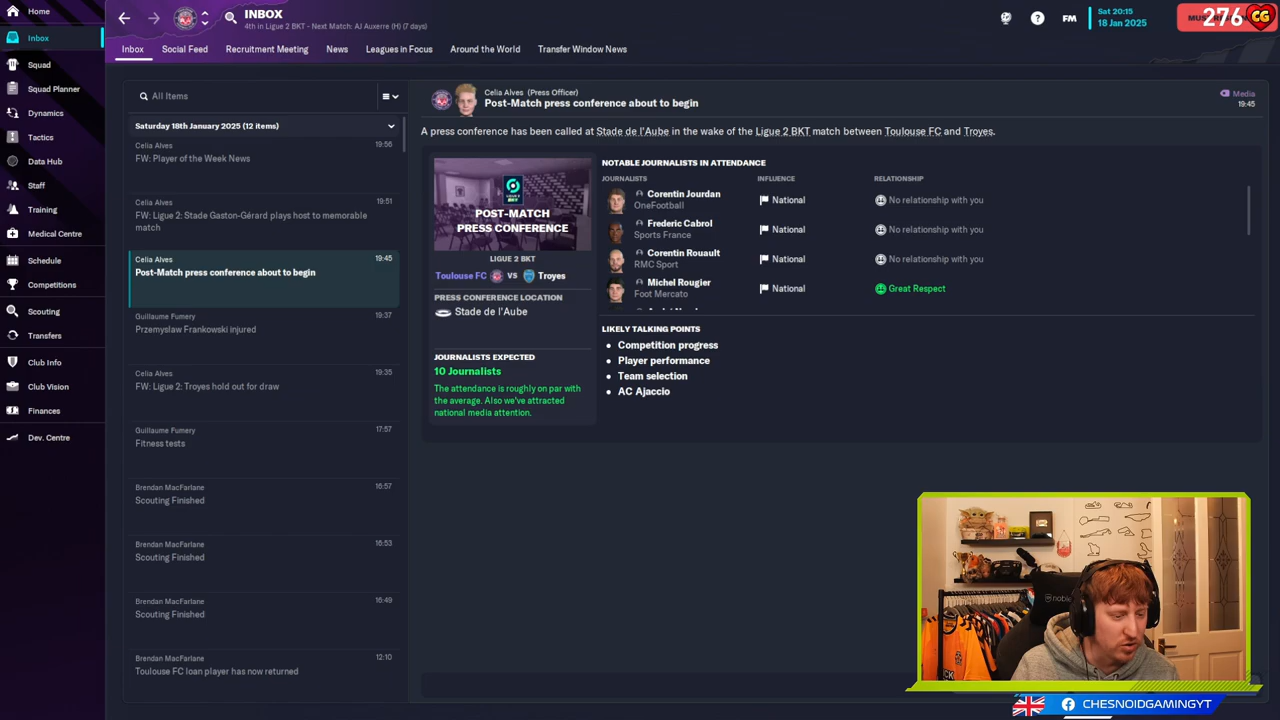 Home
Inbox
Squad
Squad Planner
Dynamics
Tactics
Data Hub
Staff
Training
Medical Centre
Schedule
Competitions
Scouting
Transfers
Club Info
Club Vision
Finances
Dev. Centre
INBOX
4th in Ligue 2 BKT - Next Match: AJ Auxerre (H) (7 days)
FM
Sat 20:15
18 Jan 2025
276 CG
Inbox
Social Feed
Recruitment Meeting
News
Leagues in Focus
Around the World
Transfer Window News
All Items
Saturday 18th January 2025 (12 items)
Celia Alves 19:56
FW: Player of the Week News
Celia Alves 19:51
FW: Ligue 2: Stade Gaston-Gérard plays host to memorable
match
Celia Alves 19:45
Post-Match press conference about to begin
Guillaume Fumery 19:37
Przemyslaw Frankowski injured
Celia Alves 19:35
FW: Ligue 2: Troyes hold out for draw
Guillaume Fumery 17:57
Fitness tests
Brendan MacFarlane 16:57
Scouting Finished
Brendan MacFarlane 16:53
Scouting Finished
Brendan MacFarlane 16:49
Scouting Finished
Brendan MacFarlane 12:10
Toulouse FC loan player has now returned
Celia Alves (Press Officer)
Post-Match press conference about to begin
Media
19:45
A press conference has been called at Stade de l'Aube in the wake of the Ligue 2 BKT match between Toulouse FC and Troyes.
POST-MATCH
PRESS CONFERENCE
LIGUE 2 BKT
Toulouse FC VS Troyes
PRESS CONFERENCE LOCATION
Stade de l'Aube
JOURNALISTS EXPECTED
10 Journalists
The attendance is roughly on par with
the average. Also we've attracted
national media attention.
NOTABLE JOURNALISTS IN ATTENDANCE
JOURNALISTS INFLUENCE RELATIONSHIP
Corentin Jourdan
OneFootball
National
No relationship with you
Frederic Cabrol
Sports France
National
No relationship with you
Corentin Rouault
RMC Sport
National
No relationship with you
Michel Rougier
Foot Mercato
National
Great Respect
LIKELY TALKING POINTS
Competition progress
Player performance
Team selection
AC Ajaccio
noble
CHESNOIDGAMINGYT